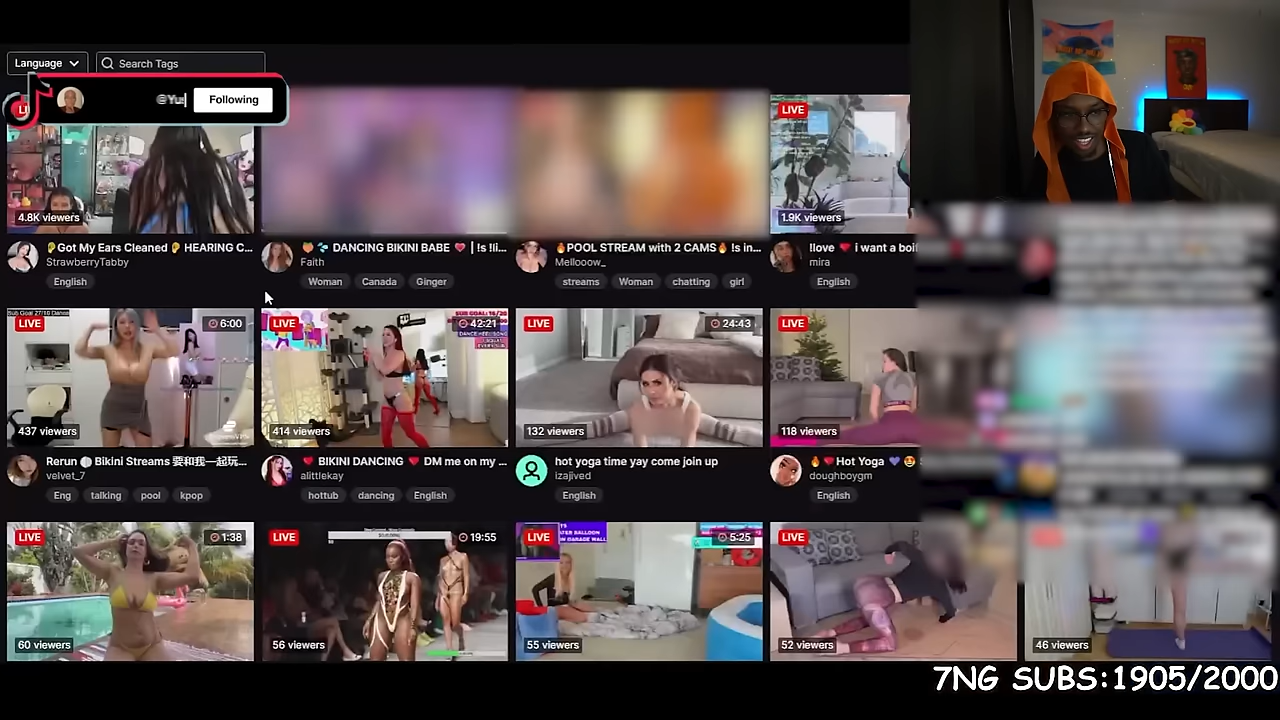 Language
Search Tags
Following
LIVE
4.8K viewers
1.9K viewers
Got My Ears Cleaned HEARING C...
StrawberryTabby
English
DANCING BIKINI BABE | !s !li...
Faith
Woman Canada Ginger
POOL STREAM with 2 CAMS !s in...
Mellooow_
streams Woman chatting girl
!love i want a boif
mira
English
LIVE 6:00
437 viewers
LIVE 42:21
414 viewers
LIVE 24:43
132 viewers
LIVE
118 viewers
Rerun Bikini Streams 要和我一起玩...
velvet_7
Eng talking pool kpop
BIKINI DANCING DM me on my ...
alittlekay
hottub dancing English
hot yoga time yay come join up
izajived
English
Hot Yoga
doughboygm
English
LIVE 1:38
60 viewers
LIVE 19:55
56 viewers
LIVE 5:25
55 viewers
LIVE
52 viewers
46 viewers
7NG SUBS:1905/2000